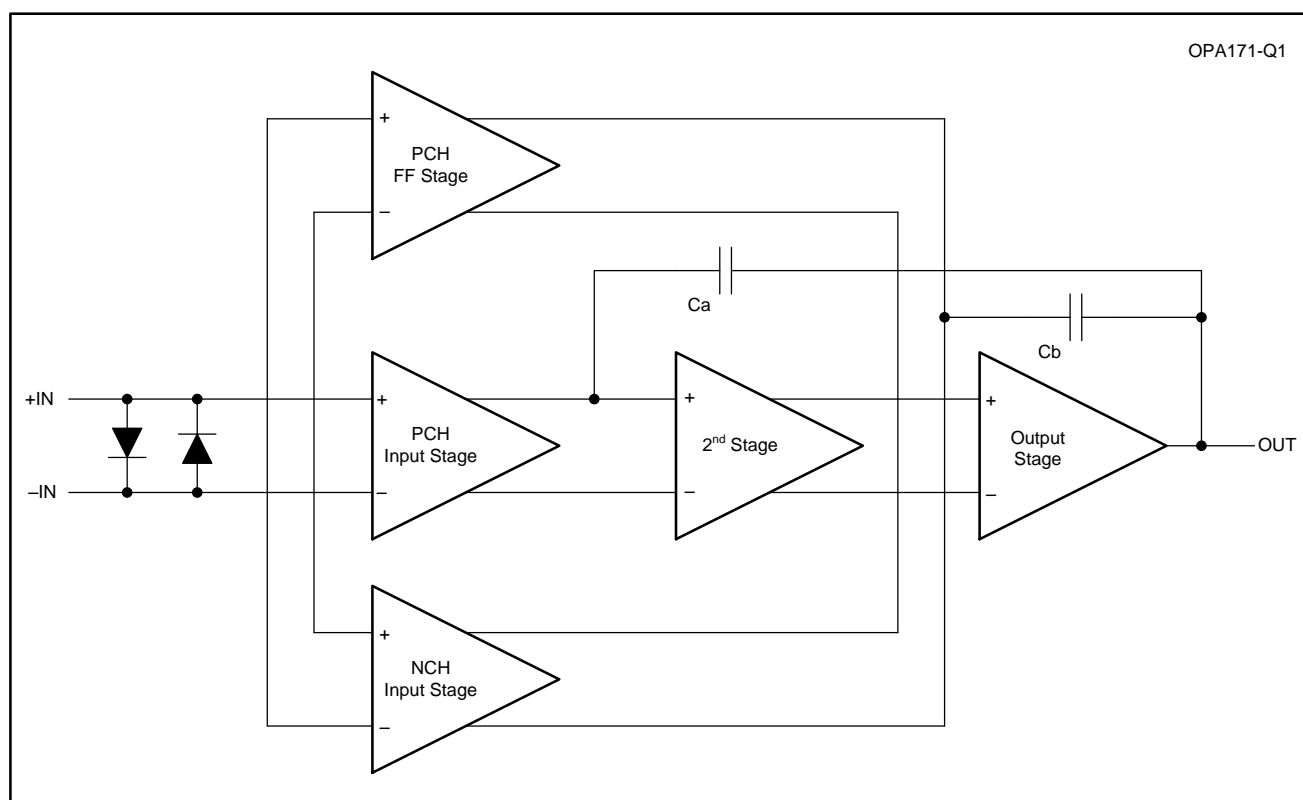 OPA171-Q1
+
PCH
FF Stage
–
Ca
Cb
+IN
+
PCH
Input Stage
–
+
2nd Stage
–
+
Output
Stage
–
OUT
–IN
+
NCH
Input Stage
–